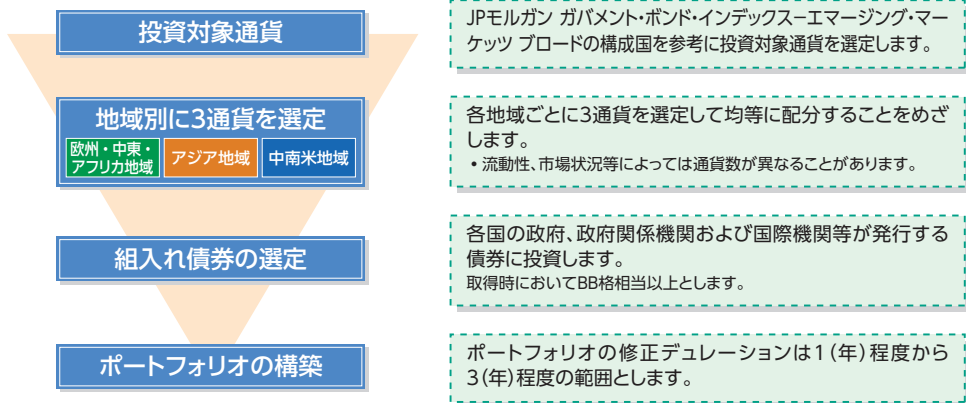 投資対象通貨
JPモルガン ガバメント・ボンド・インデックス−エマージング・マー
ケッツ ブロードの構成国を参考に投資対象通貨を選定します。
地域別に3通貨を選定
欧州・中東・
アフリカ地域
アジア地域
中南米地域
各地域ごとに3通貨を選定して均等に配分することをめざ
します。
・流動性、市場状況等によっては通貨数が異なることがあります。
組入れ債券の選定
各国の政府、政府関係機関および国際機関等が発行する
債券に投資します。
取得時においてBB格相当以上とします。
ポートフォリオの構築
ポートフォリオの修正デュレーションは1（年）程度から
3（年）程度の範囲とします。